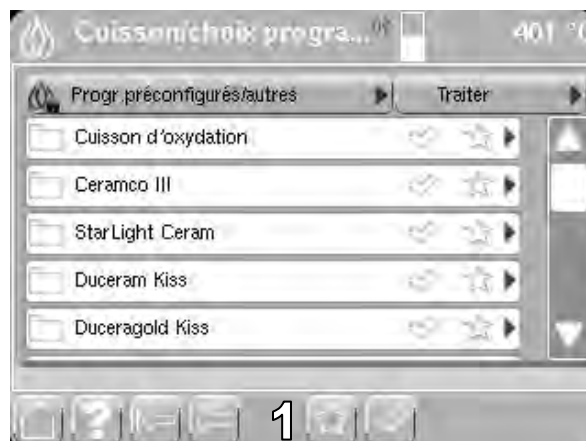 Cuisson/choix progra... 401 °C
Progr.préconfigurés/autres Traiter
Cuisson d'oxydation
Ceramco III
StarLight Ceram
Duceram Kiss
Duceragold Kiss
? 1